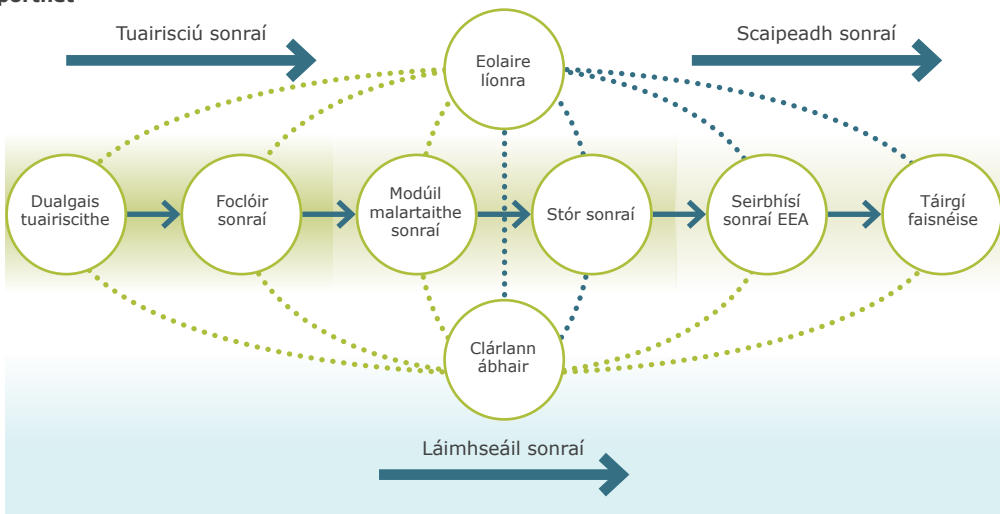 Tuairisciú sonraí
Scaipeadh sonraí
Eolaire
líonra
Dualgais
tuairiscithe
Foclóir
sonraí
Modúil
malartaithe
sonraí
Stór sonraí
Seirbhísí
sonraí EEA
Táirgí
faisnéise
Clárlann
ábhair
Láimhseáil sonraí